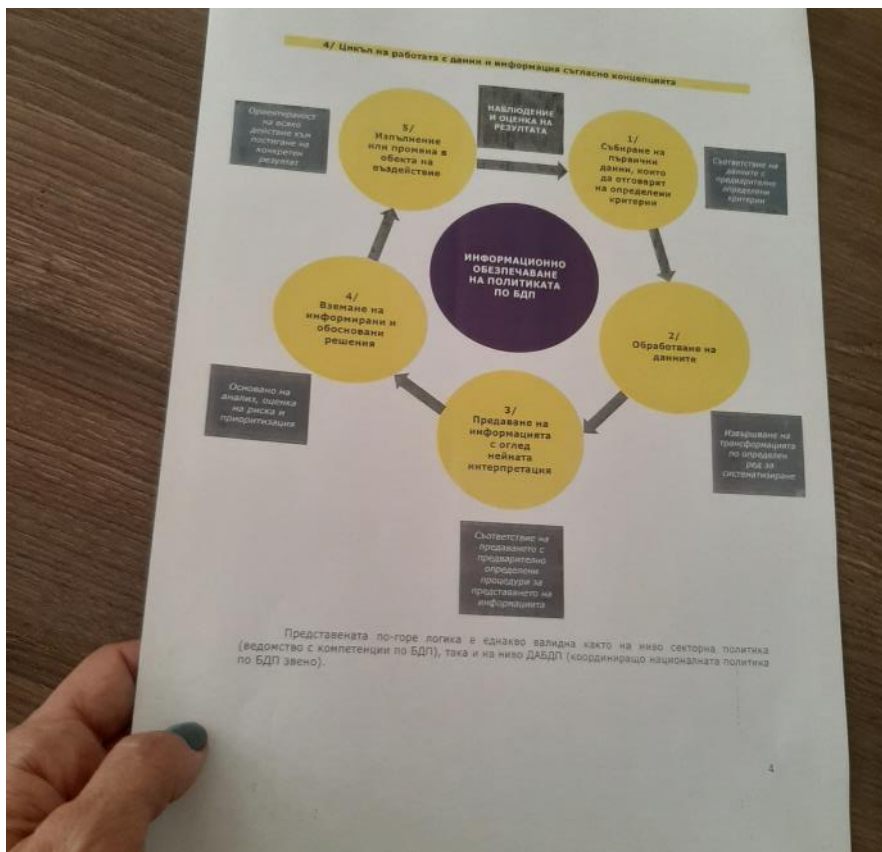 4/ Цикъл на работата с данни и информация съгласно концепцията
НАБЛЮДЕНИЕ
И ОЦЕНКА НА
РЕЗУЛТАТА
Ориентираност
на всяко
действие към
постигане на
конкретен
резултат
5/
Изпълнение
или промяна в
обекта на
въздействие
1/
Събиране на
първични
данни, които
да отговарят
на определени
критерии
Съответствие на
данните с
предварително
определени
критерии
ИНФОРМАЦИОННО
ОБЕЗПЕЧАВАНЕ
НА ПОЛИТИКАТА
ПО БДП
4/
Вземане на
информирани и
обосновани
решения
2/
Обработване на
данните
Основано на
анализ, оценка
на риска и
приоритизация
3/
Предаване на
информацията
с оглед
нейната
интерпретация
Извършване на
трансформацията
по определен
ред за
систематизиране
Съответствие на
предаването с
предварително
определени
процедури за
представянето на
информацията
Представената по-горе логика е еднакво валидна както на ниво секторна политика
(ведомство с компетенции по БДП), така и на ниво ДАБДП (координиращо националната политика
по БДП звено).
4